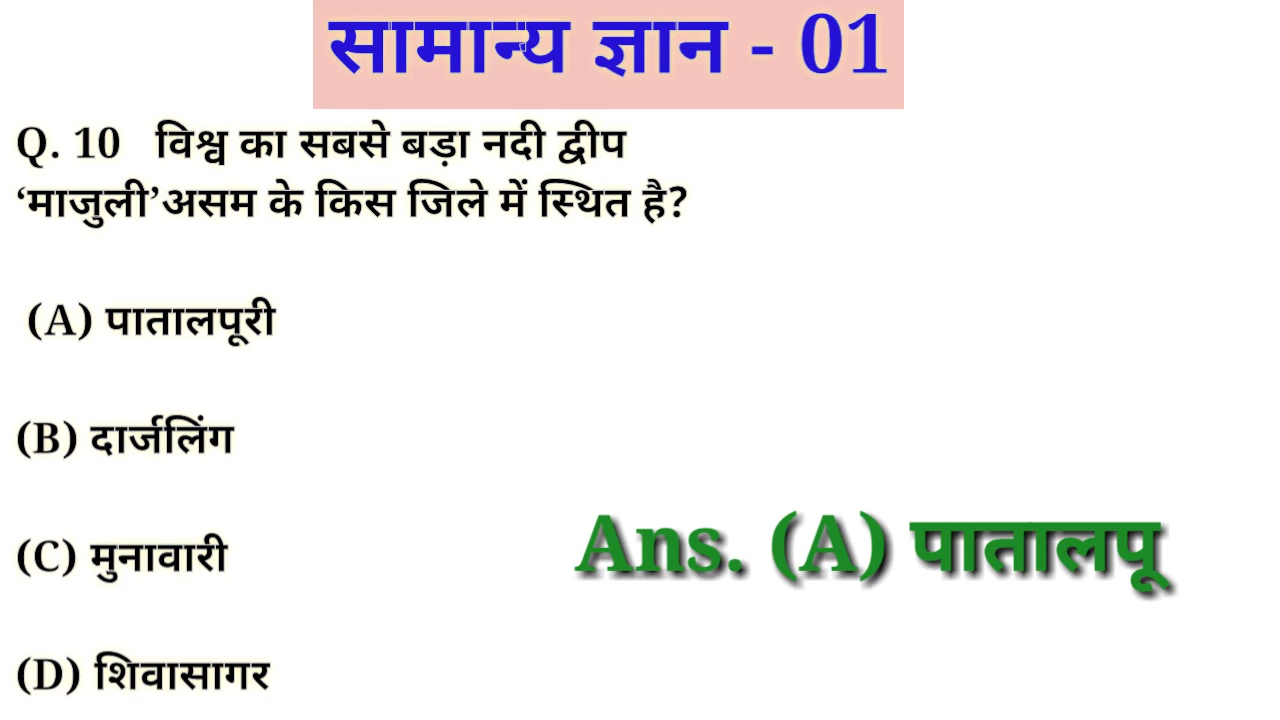 सामान्य ज्ञान - 01
Q. 10 विश्व का सबसे बड़ा नदी द्वीप
‘माजुली’असम के किस जिले में स्थित है?
(A) पातालपूरी
(B) दार्जलिंग
(C) मुनावारी
Ans. (A) पातालपू
(D) शिवासागर